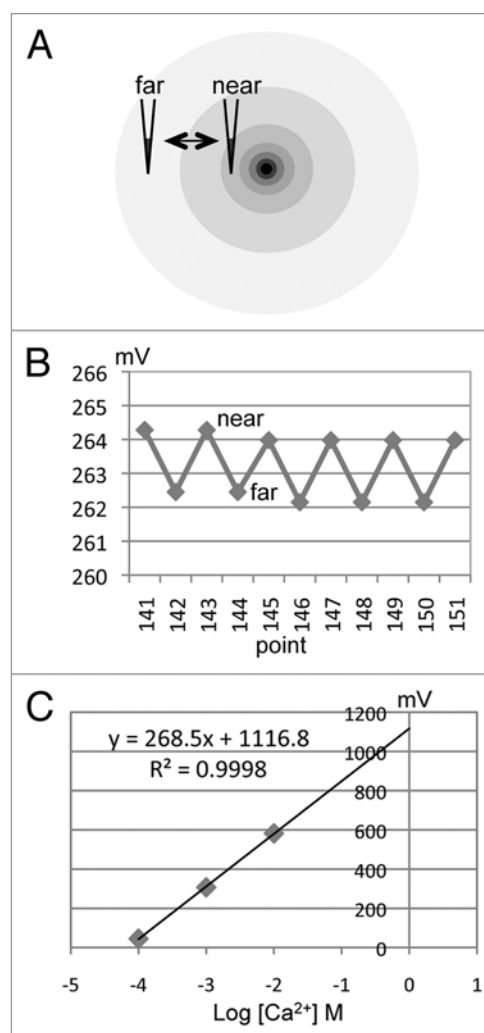 A
far near
B
mV
266
265
264
263
262
261
260
near
far
141 142 143 144 145 146 147 148 149 150 151
point
C
mV
y = 268.5x + 1116.8
R² = 0.9998
1200
1000
800
600
400
200
0
-5 -4 -3 -2 -1 0 1
Log [Ca²⁺] M